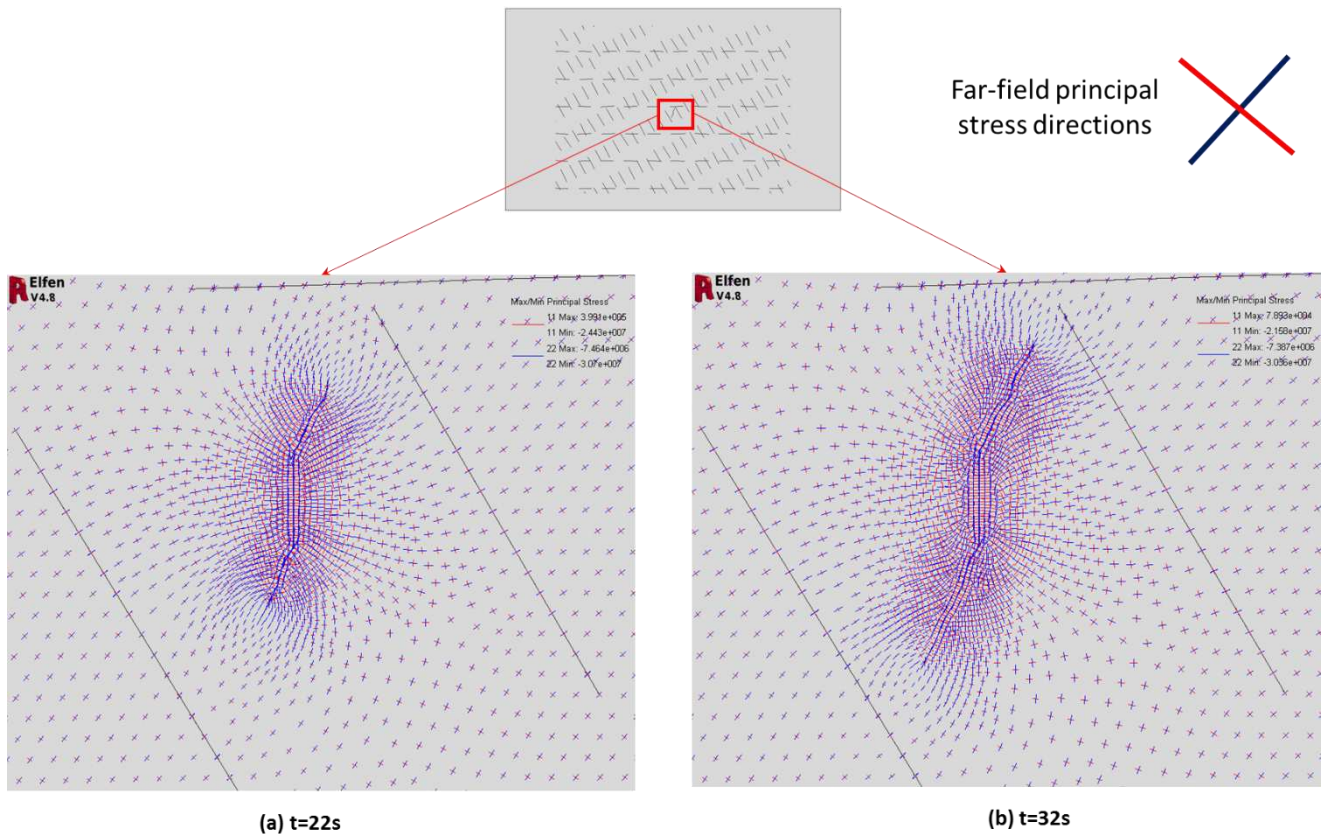 Far-field principal
stress directions
Elfen
V4.8
Max/Min Principal Stress
11 Max: 3.991e+005
11 Min: -2.443e+007
22 Max: -7.464e+006
22 Min: -3.07e+007
Elfen
V4.8
Max/Min Principal Stress
11 Max: 7.893e+004
11 Min: -2.158e+007
22 Max: -7.387e+006
22 Min: -3.036e+007
(a) t=22s
(b) t=32s